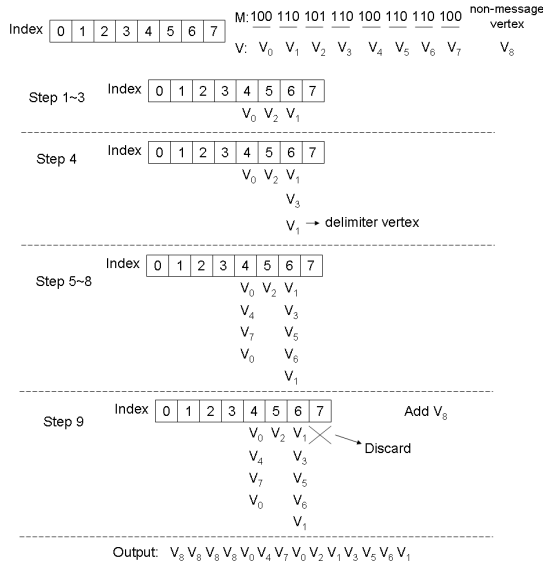 M: 100 110 101 110 100 110 110 100 non-message vertex
Index 0 1 2 3 4 5 6 7
V: V0 V1 V2 V3 V4 V5 V6 V7 V8
Step 1~3 Index 0 1 2 3 4 5 6 7
V0 V2 V1
Step 4 Index 0 1 2 3 4 5 6 7
V0 V2 V1
V3
V1 → delimiter vertex
Step 5~8 Index 0 1 2 3 4 5 6 7
V0 V2 V1
V4 V3
V7 V5
V0 V6
V1
Step 9 Index 0 1 2 3 4 5 6 7 Add V8
V0 V2 V1
Discard
V4 V3
V7 V5
V0 V6
V1
Output: V8 V8 V8 V8 V0 V4 V7 V0 V2 V1 V3 V5 V6 V1